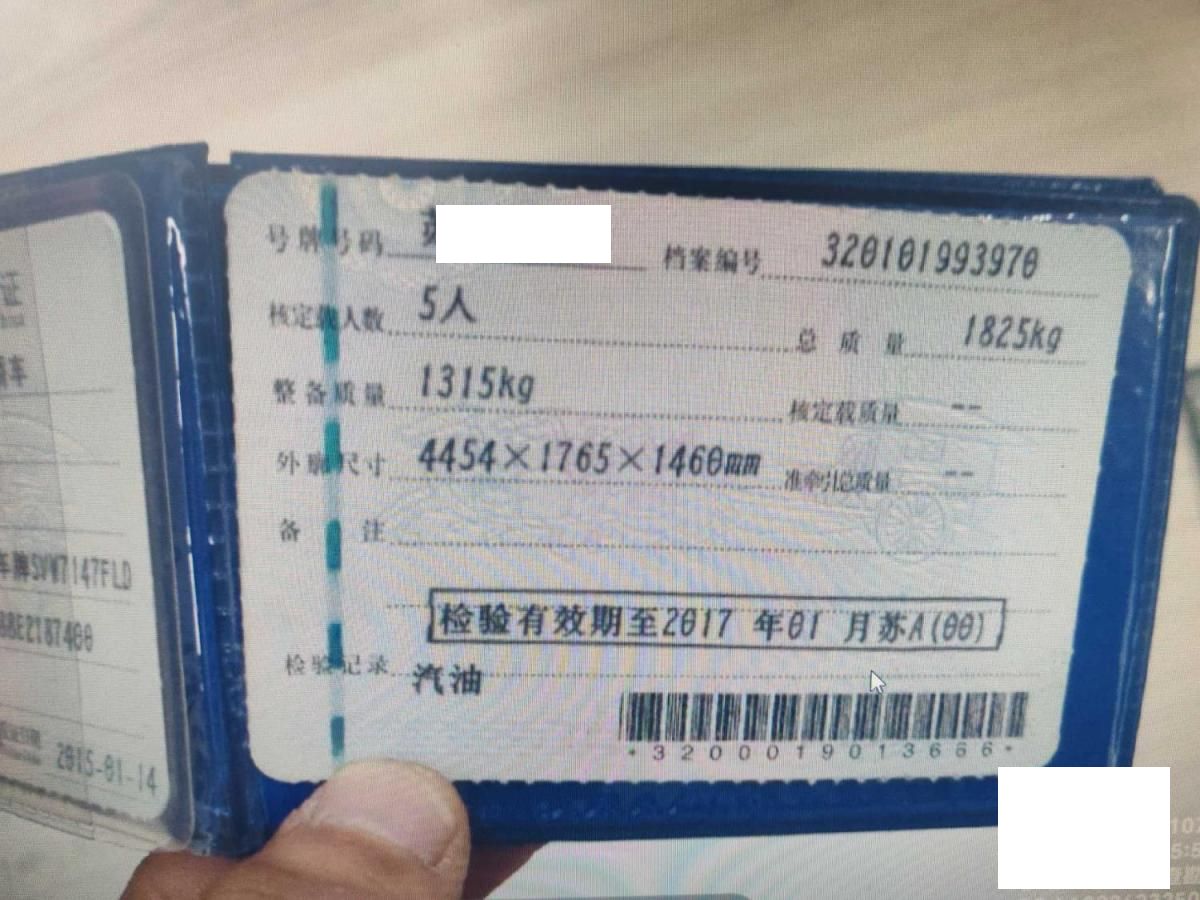 号牌号码 苏
档案编号 320101993970
核定载人数 5人
总质量 1825kg
整备质量 1315kg
核定载质量 --
外廓尺寸 4454×1765×1460mm
准牵引总质量 --
备注
检验有效期至2017 年01 月苏A(00)
检验记录
汽油
*3200019013666*
证
车
车牌SVW7147FLD
2015-01-14